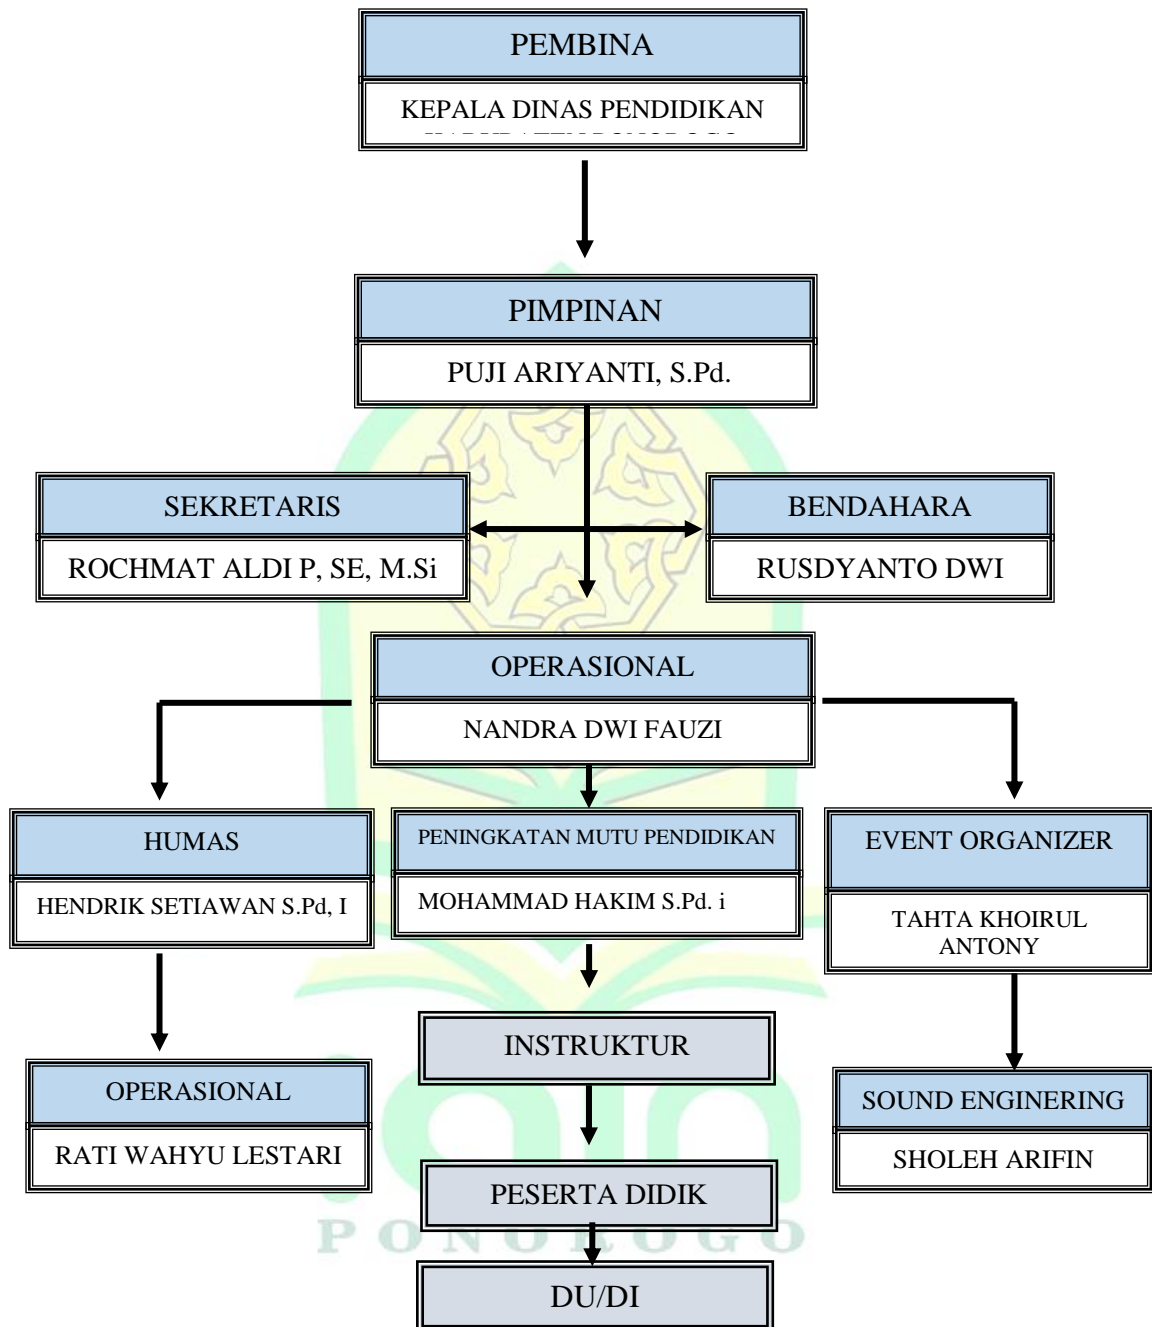 PEMBINA
KEPALA DINAS PENDIDIKAN
PIMPINAN
PUJI ARIYANTI, S.Pd.
SEKRETARIS
ROCHMAT ALDI P, SE, M.Si
BENDAHARA
RUSDYANTO DWI
OPERASIONAL
NANDRA DWI FAUZI
HUMAS
HENDRIK SETIAWAN S.Pd, I
PENINGKATAN MUTU PENDIDIKAN
MOHAMMAD HAKIM S.Pd. i
EVENT ORGANIZER
TAHTA KHOIRUL
ANTONY
INSTRUKTUR
OPERASIONAL
RATI WAHYU LESTARI
SOUND ENGINERING
SHOLEH ARIFIN
PESERTA DIDIK
DU/DI
iain
PONOROGO